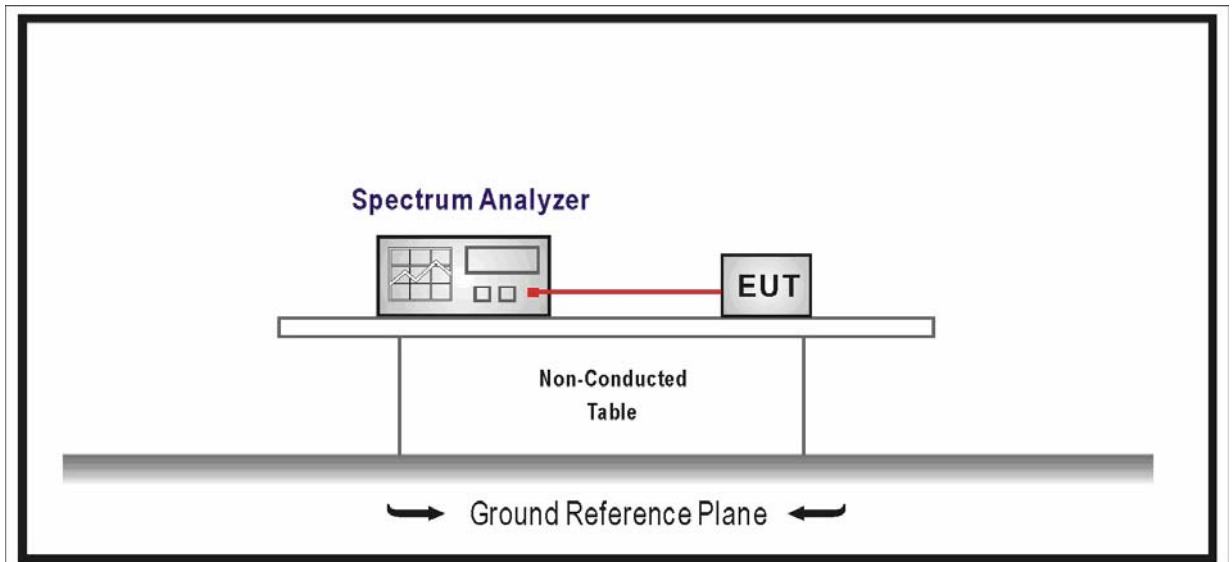 Spectrum Analyzer
EUT
Non-Conducted
Table
Ground Reference Plane